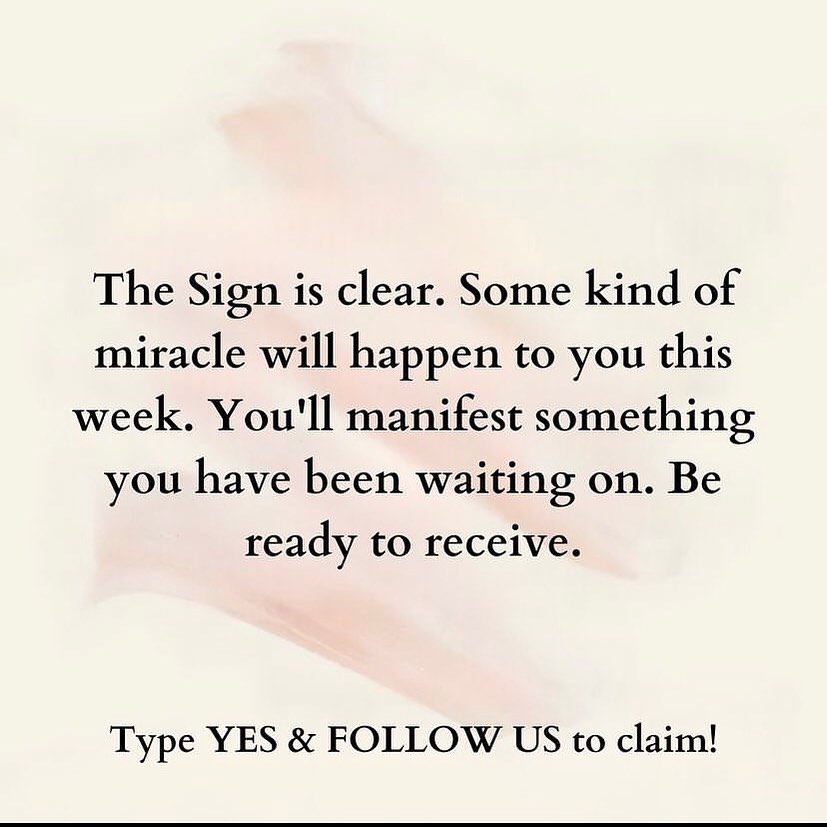 The Sign is clear. Some kind of
miracle will happen to you this
week. You'll manifest something
you have been waiting on. Be
ready to receive.
Type YES & FOLLOW US to claim!